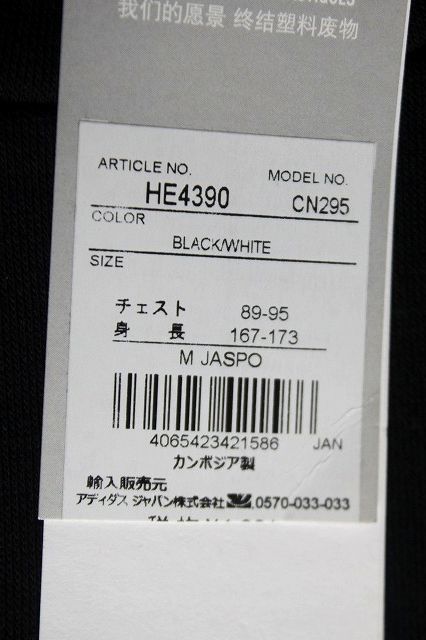 我们的愿景 终结塑料废物
ARTICLE NO.
MODEL NO.
HE4390
CN295
COLOR
BLACK/WHITE
SIZE
チェスト 89-95
身長 167-173
M JASPO
4065423421586 JAN
カンボジア製
輸入販売元
アディダス ジャパン株式会社 0570-033-033